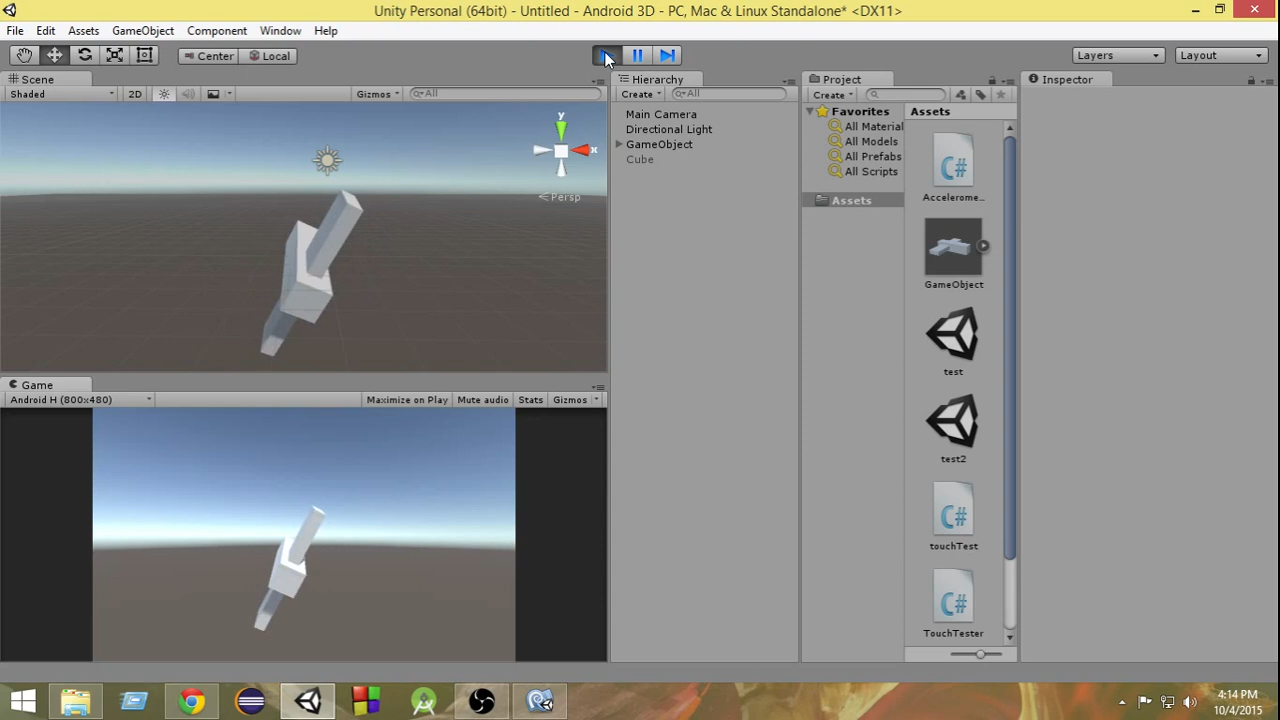 Unity Personal (64bit) - Untitled - Android 3D - PC, Mac & Linux Standalone* <DX11>
File Edit Assets GameObject Component Window Help
Center Local Layers Layout
Scene
Shaded 2D Gizmos All
y
x
Persp
Game
Android H (800x480) Maximize on Play Mute audio Stats Gizmos
Hierarchy
Create All
Main Camera
Directional Light
GameObject
Cube
Project
Create
Favorites
All Material
All Models
All Prefabs
All Scripts
Assets
Assets
C#
Accelerome...
GameObject
test
test2
C#
touchTest
C#
TouchTester
Inspector
4:14 PM
10/4/2015